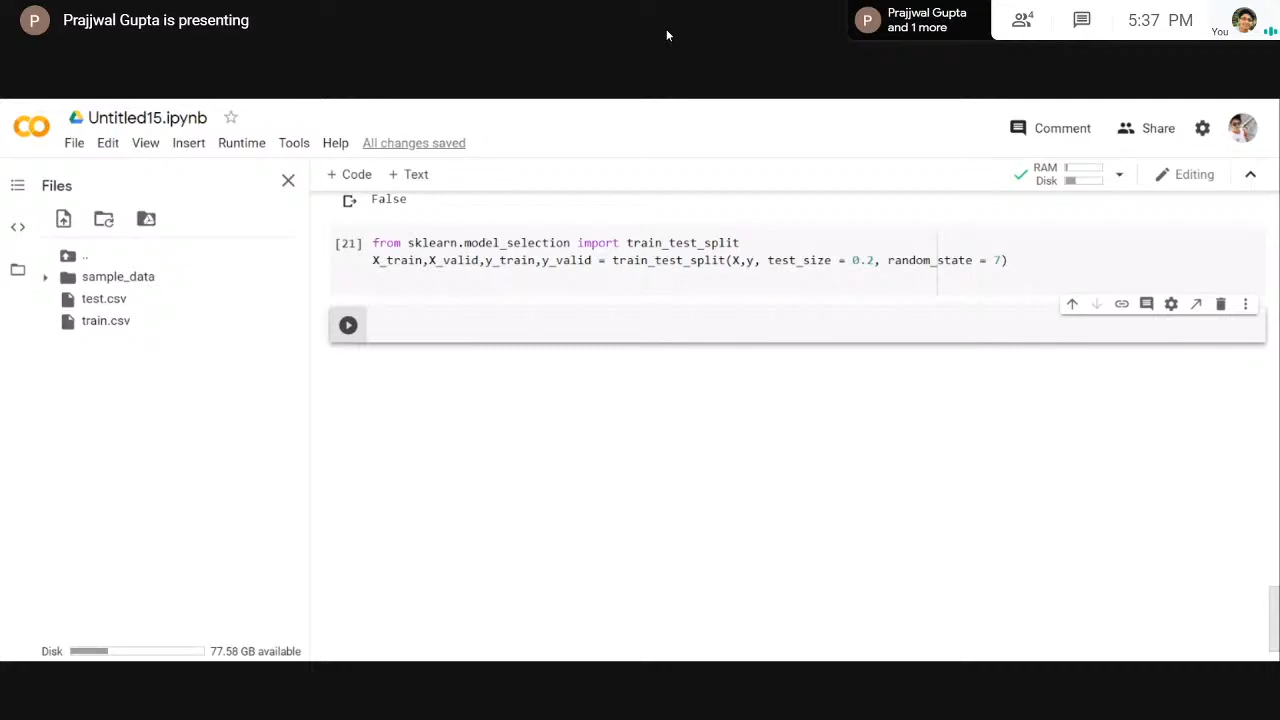 P Prajjwal Gupta is presenting
P Prajjwal Gupta
and 1 more
4
5:37 PM
You
Untitled15.ipynb
File Edit View Insert Runtime Tools Help All changes saved
Comment
Share
Files
+ Code + Text
RAM
Disk
Editing
..
sample_data
test.csv
train.csv
False
[21] from sklearn.model_selection import train_test_split
X_train,X_valid,y_train,y_valid = train_test_split(X,y, test_size = 0.2, random_state = 7)
Disk 77.58 GB available